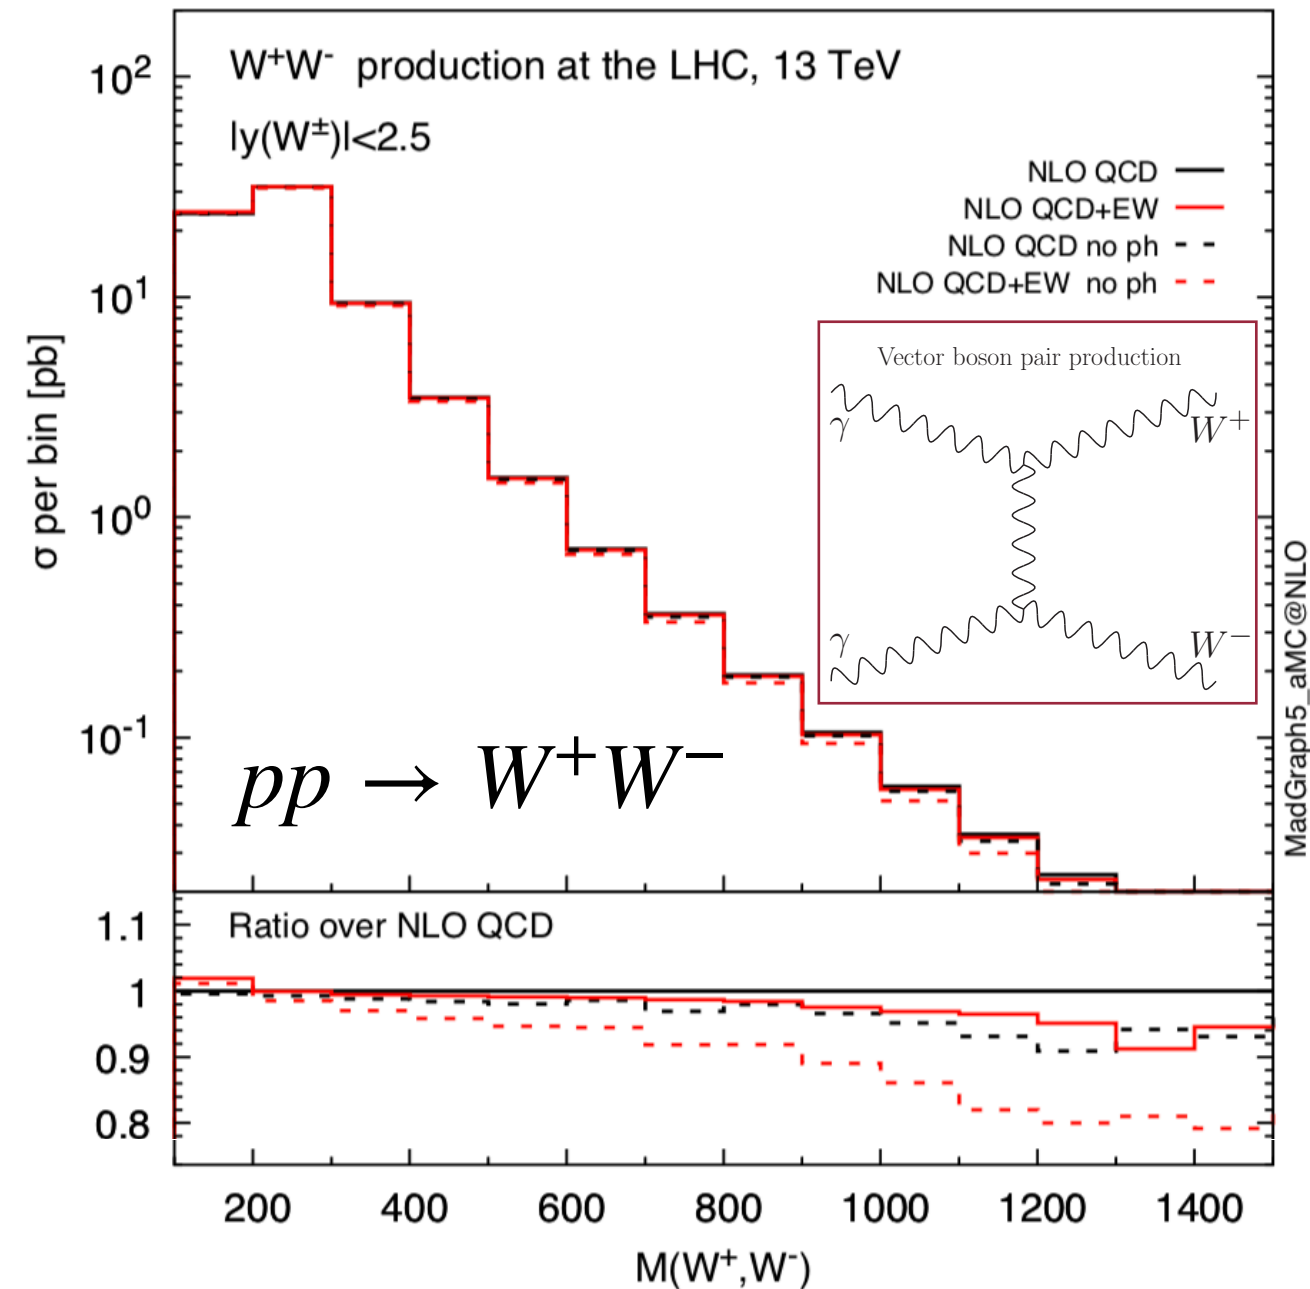 W⁺W⁻ production at the LHC, 13 TeV
|y(W^±)|<2.5
NLO QCD
NLO QCD+EW
NLO QCD no ph
NLO QCD+EW no ph
Vector boson pair production
γ
W⁺
γ
W⁻
pp → W⁺W⁻
σ per bin [pb]
10²
10¹
10⁰
10⁻¹
MadGraph5_aMC@NLO
Ratio over NLO QCD
1.1
1
0.9
0.8
200 400 600 800 1000 1200 1400
M(W⁺,W⁻)